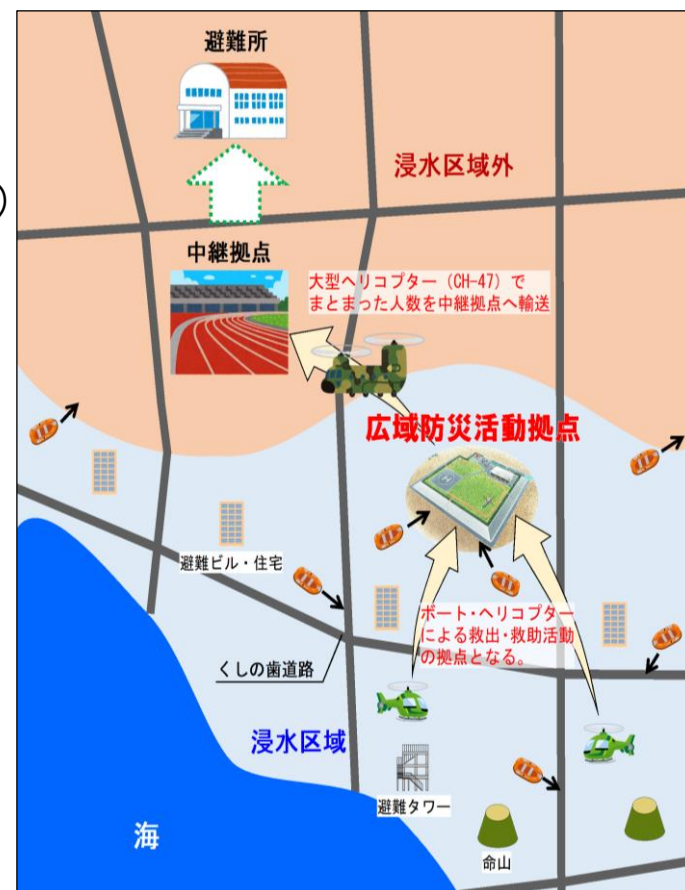 避難所
浸水区域外
)
中継拠点
大型ヘリコプター（CH-47）で
まとまった人数を中継拠点へ輸送
広域防災活動拠点
避難ビル・住宅
ボート・ヘリコプター
による救出・救助活動
の拠点となる。
くしの歯道路
浸水区域
避難タワー
海
命山